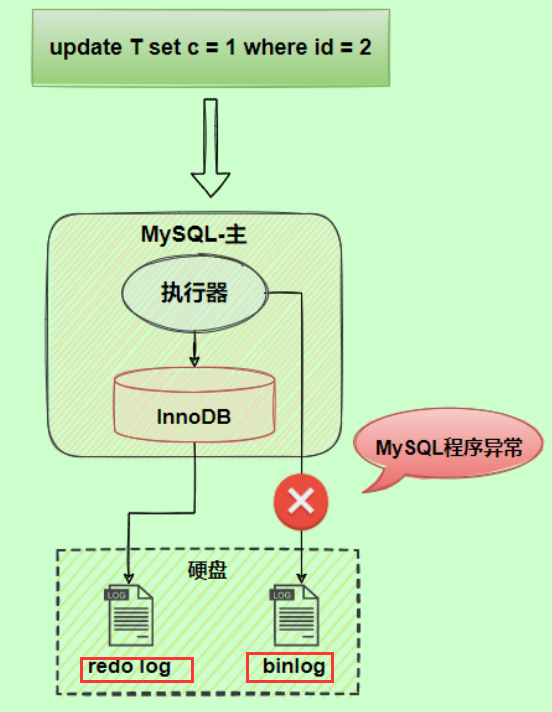 update T set c = 1 where id = 2
MySQL-主
执行器
InnoDB
MySQL程序异常
硬盘
LOG
LOG
redo log
binlog